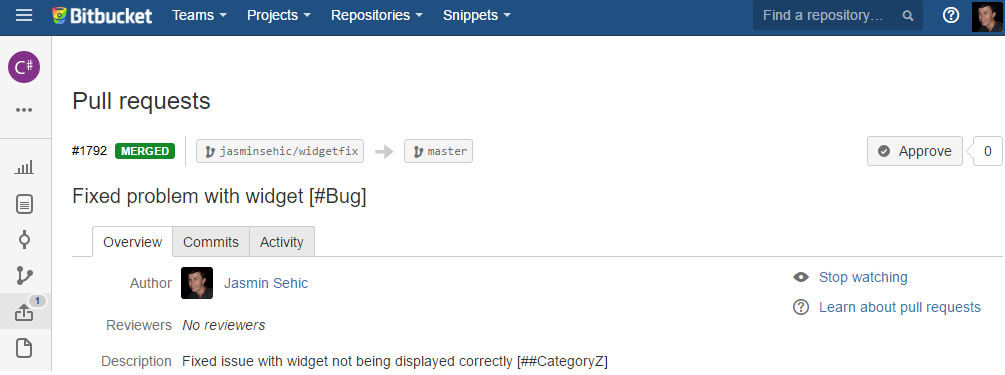 Bitbucket Teams Projects Repositories Snippets Find a repository...
C#
Pull requests
#1792 MERGED jasminsehic/widgetfix master Approve 0
Fixed problem with widget [#Bug]
Overview Commits Activity
Author Jasmin Sehic Stop watching
Learn about pull requests
1
Reviewers No reviewers
Description Fixed issue with widget not being displayed correctly [##CategoryZ]